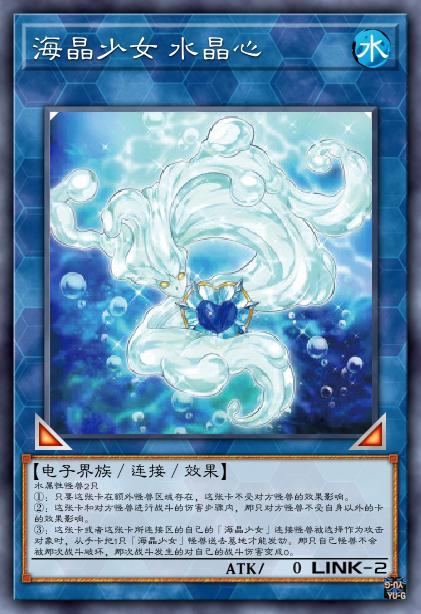 海晶少女 水晶心
水
【电子界族/连接/效果】
水属性怪兽2只
①：只要这张卡在额外怪兽区域存在，这张卡不受对方怪兽的效果影响。
②：这张卡和对方怪兽进行战斗的伤害步骤内，那只对方怪兽不受自身以外的卡
的效果影响。
③：这张卡或者这张卡所连接区的自己的「海晶少女」连接怪兽被选择作为攻击
对象时，从手卡把1只「海晶少女」怪兽送去墓地才能发动。那只自己怪兽不会
被那次战斗破坏，那次战斗发生的对自己的战斗伤害变成0。
ATK/ 0 LINK-2